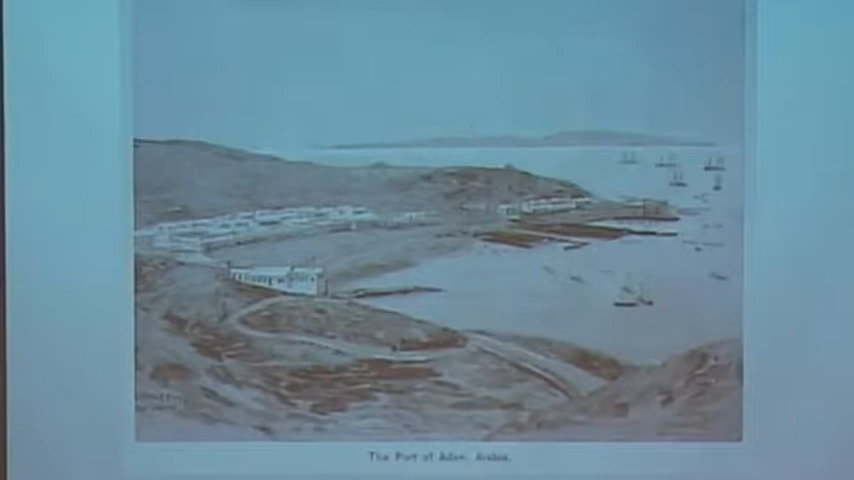 The Port of Aden, Arabia.